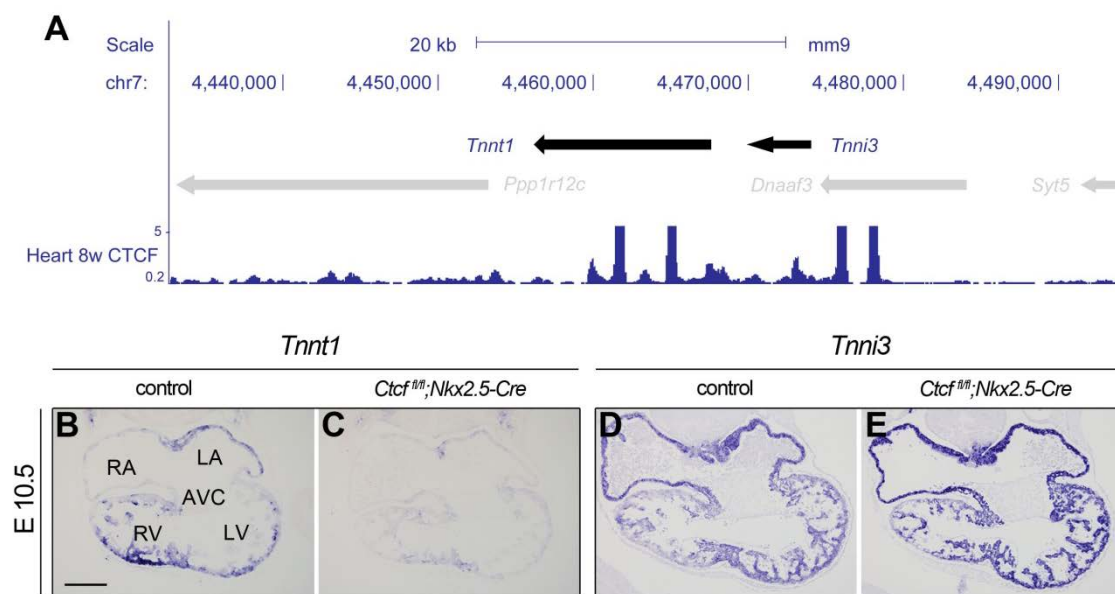 A
Scale 20 kb mm9
chr7: 4,440,000 4,450,000 4,460,000 4,470,000 4,480,000 4,490,000
Tnnt1 Tnni3
Ppp1r12c Dnaaf3 Syt5
5
Heart 8w CTCF
0.2
Tnnt1 Tnni3
control Ctcf fl/fl;Nkx2.5-Cre control Ctcf fl/fl;Nkx2.5-Cre
E 10.5
B C D E
LA
RA
AVC
RV LV